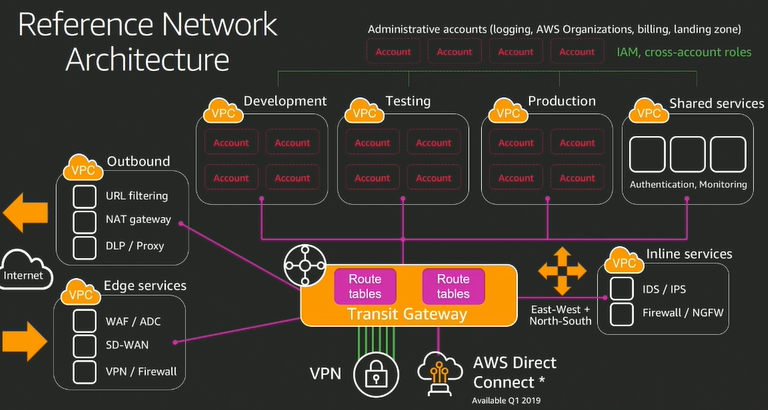 Reference Network
Architecture
Administrative accounts (logging, AWS Organizations, billing, landing zone)
Account
Account
Account
Account
IAM, cross-account roles
VPC
Development
Account
Account
Account
Account
VPC
Testing
Account
Account
Account
Account
VPC
Production
Account
Account
Account
Account
VPC
Shared services
Authentication, Monitoring
VPC
Outbound
URL filtering
NAT gateway
DLP / Proxy
Internet
VPC
Edge services
WAF / ADC
SD-WAN
VPN / Firewall
Route
tables
Route
tables
Transit Gateway
East-West +
North-South
VPC
Inline services
IDS / IPS
Firewall / NGFW
VPN
AWS Direct
Connect *
Available Q1 2019